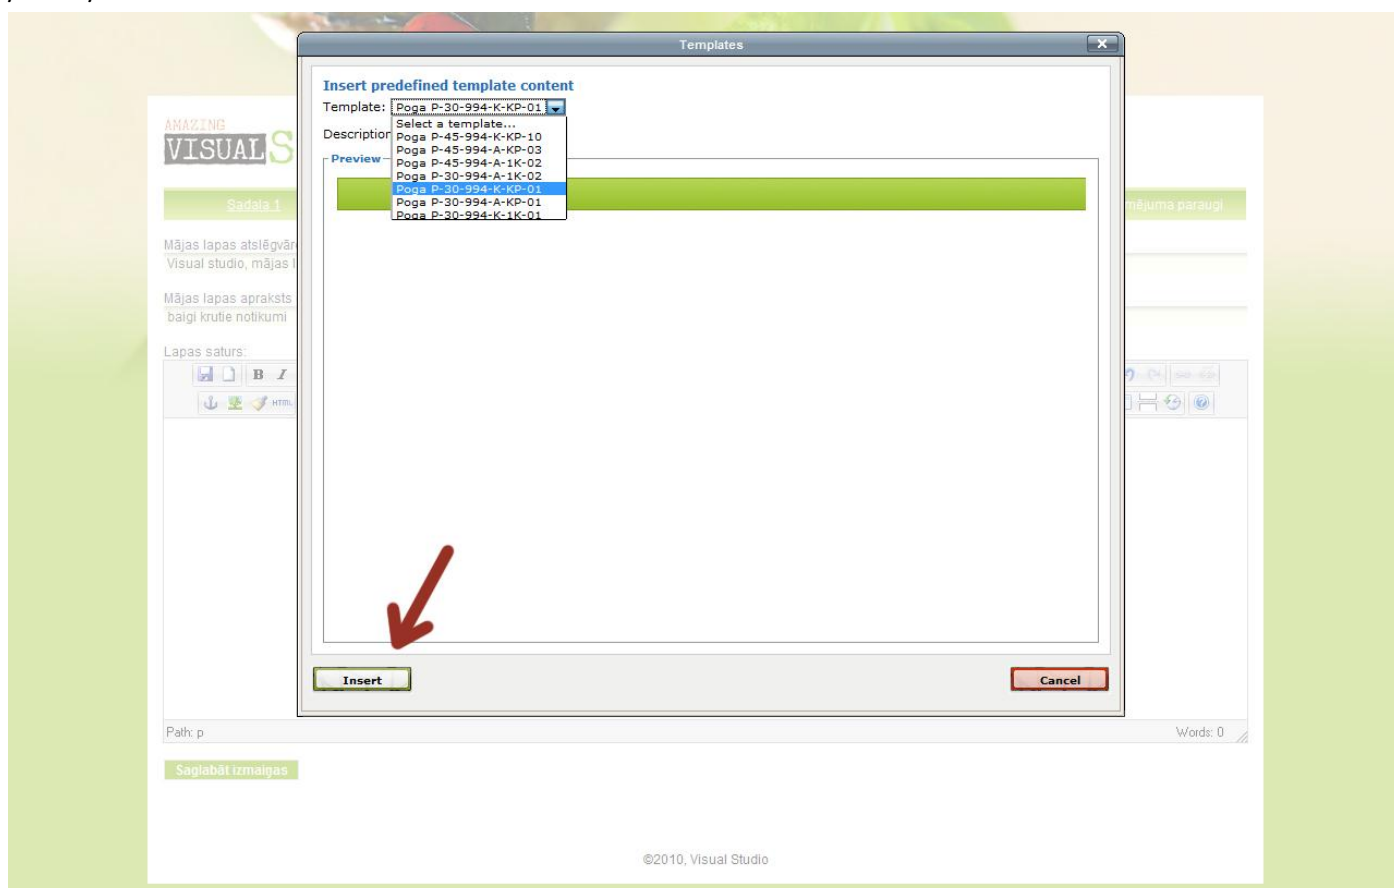 Templates
Insert predefined template content
Template: Poga P-30-994-K-KP-01
Select a template...
Description
Poga P-45-994-K-KP-10
Poga P-45-994-A-KP-03
Preview
Poga P-45-994-A-1K-02
Poga P-30-994-A-1K-02
Poga P-30-994-K-KP-01
Poga P-30-994-A-KP-01
Poga P-30-994-K-1K-01
AMAZING
VISUAL S
Sadaļa 1
mējuma paraugi
Mājas lapas atslēgvār
Visual studio, mājas l
Mājas lapas apraksts
baigi krutie notikumi
Lapas saturs:
B I
HTML
Insert
Cancel
Path: p
Words: 0
Saglabāt izmaiņas
©2010, Visual Studio